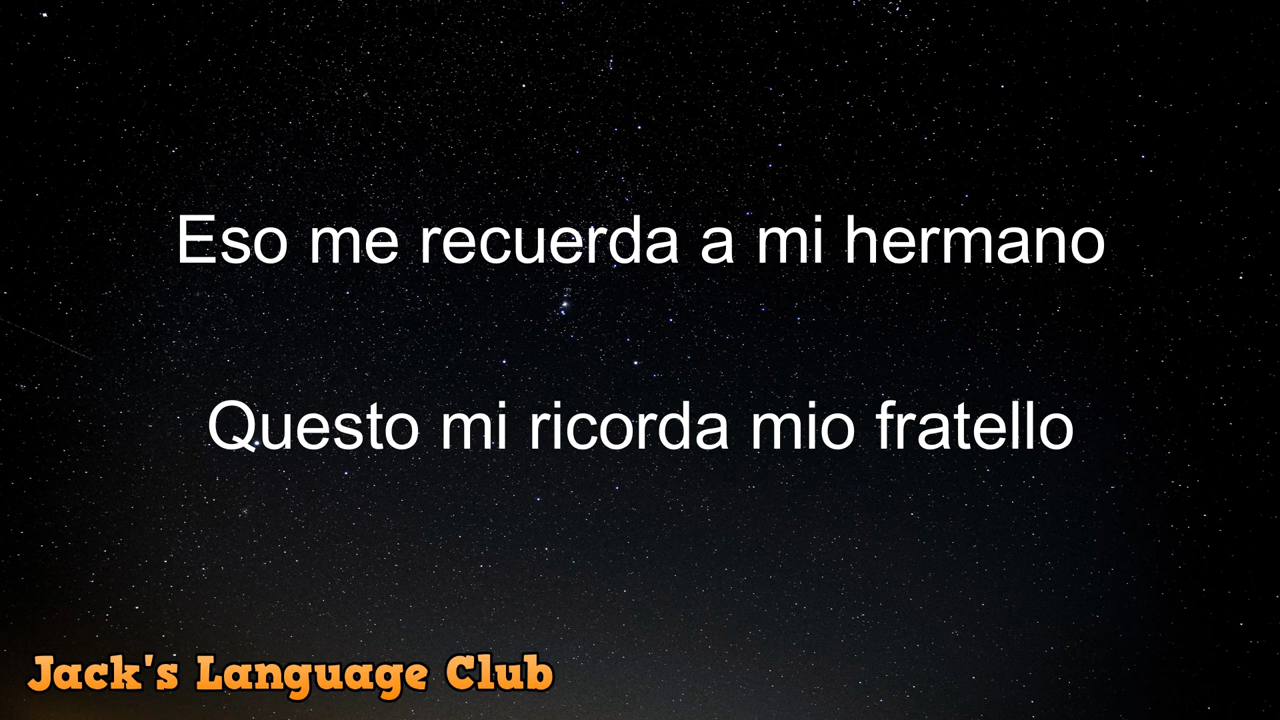 Eso me recuerda a mi hermano
Questo mi ricorda mio fratello
Jack's Language Club